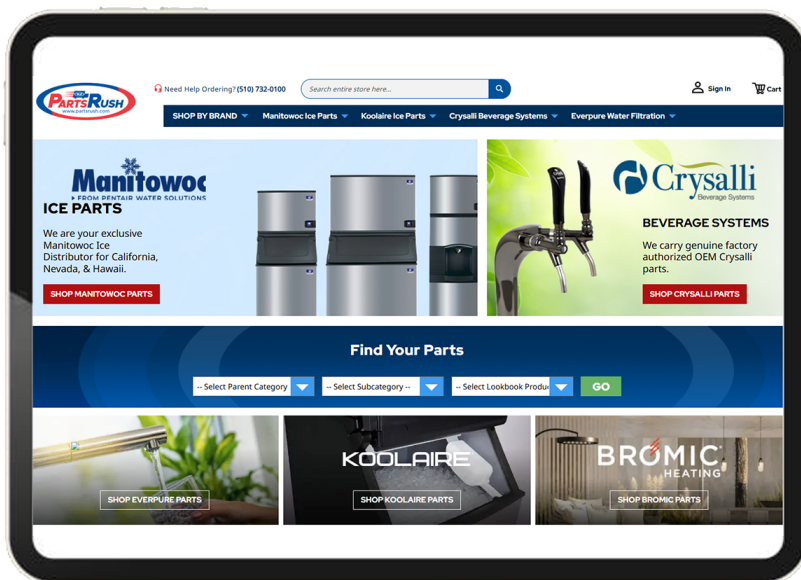 PARTSRUSH
www.partsrush.com
Need Help Ordering? (510) 732-0100
Search entire store here...
Sign In
Cart
SHOP BY BRAND
Manitowoc Ice Parts
Koolaire Ice Parts
Crysalli Beverage Systems
Everpure Water Filtration
Manitowoc
FROM PENTAIR WATER SOLUTIONS
ICE PARTS
We are your exclusive
Manitowoc Ice
Distributor for California,
Nevada, & Hawaii.
SHOP MANITOWOC PARTS
Crysalli
Beverage Systems
BEVERAGE SYSTEMS
We carry genuine factory
authorized OEM Crysalli
parts.
SHOP CRYSALLI PARTS
Find Your Parts
-- Select Parent Category
-- Select Subcategory --
-- Select Lookbook Produc
GO
SHOP EVERPURE PARTS
KOOLAIRE
SHOP KOOLAIRE PARTS
BROMIC
HEATING
SHOP BROMIC PARTS